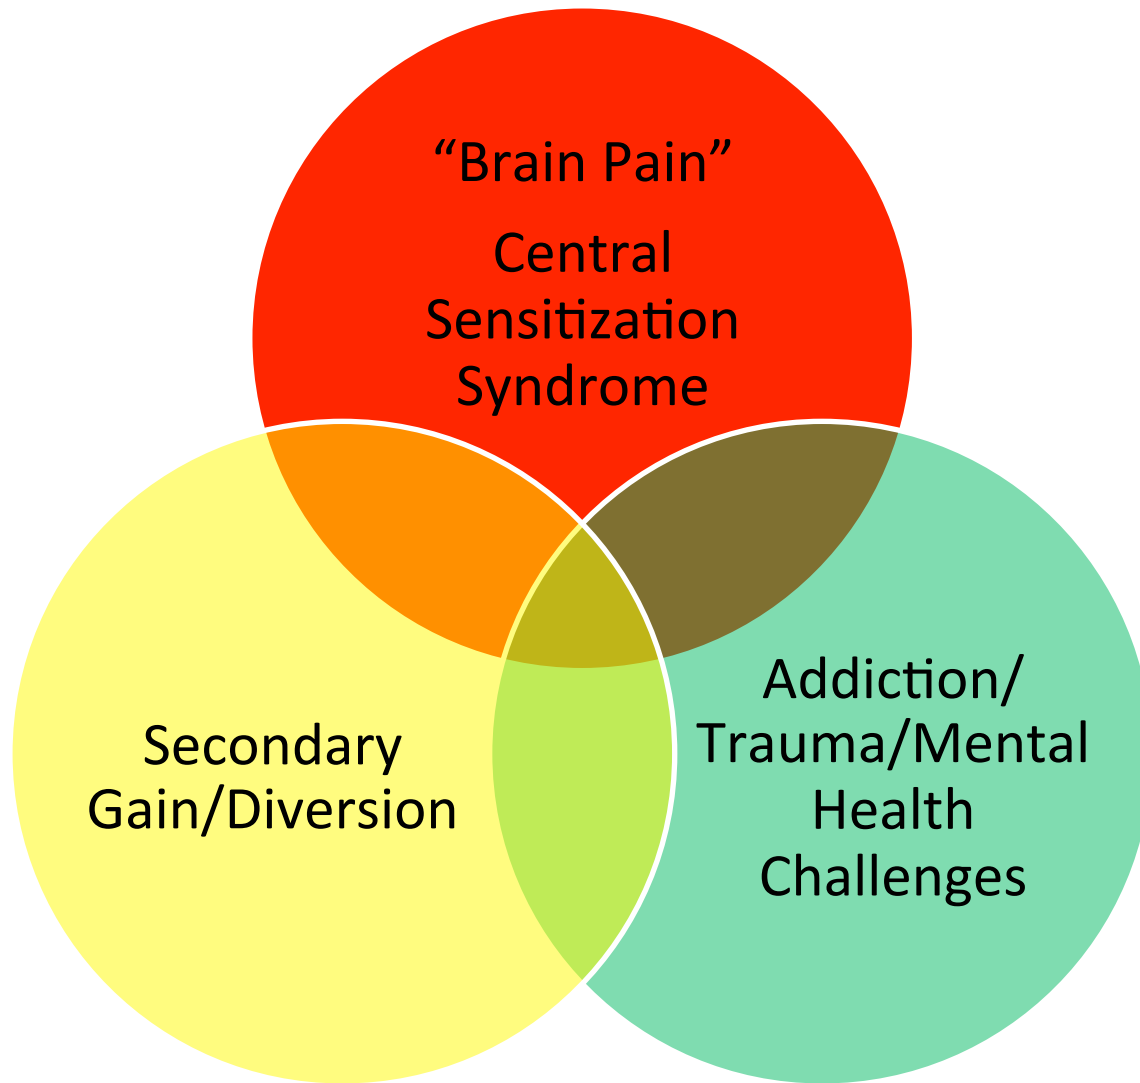 “Brain Pain”
Central
Sensitization
Syndrome
Secondary
Gain/Diversion
Addiction/
Trauma/Mental
Health
Challenges